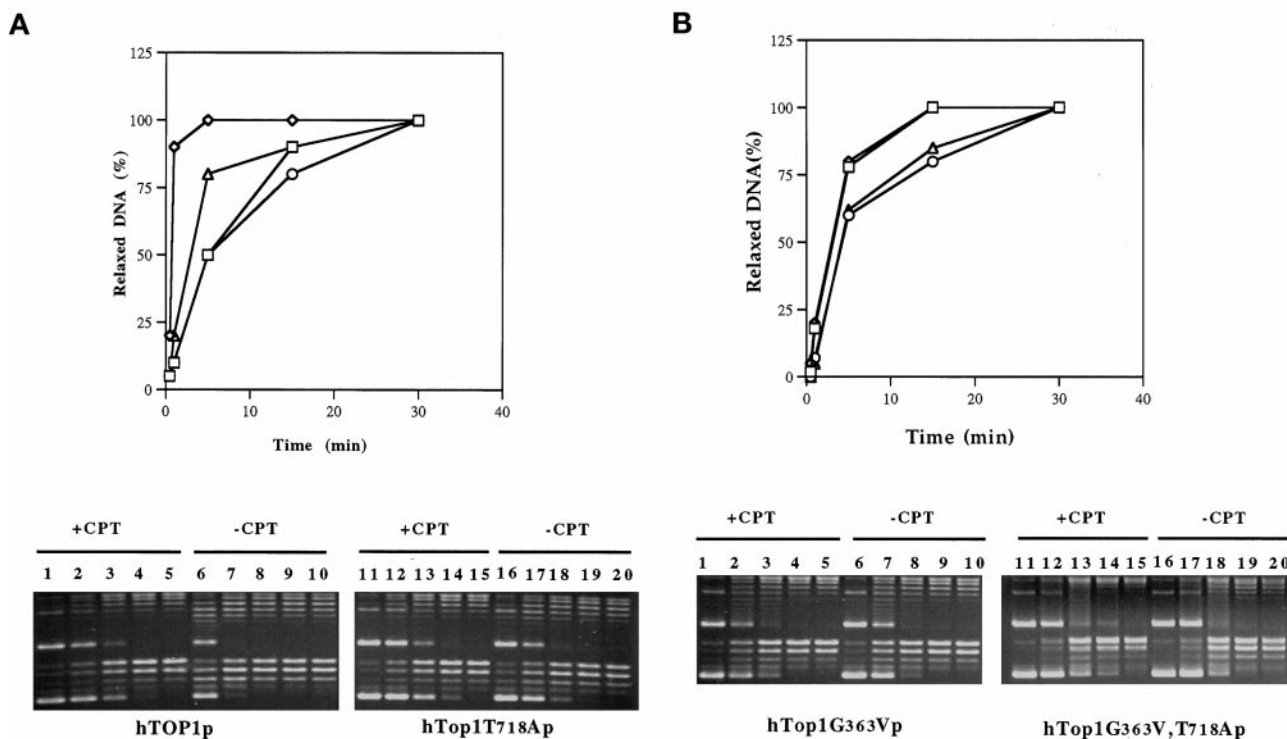 A
B
125
100
75
50
25
0
Relaxed DNA (%)
0 10 20 30 40
Time (min)
125
100
75
50
25
0
Relaxed DNA(%)
0 10 20 30 40
Time (min)
+CPT -CPT +CPT -CPT
1 2 3 4 5 6 7 8 9 10 11 12 13 14 15 16 17 18 19 20
hTOP1p hTop1T718Ap
+CPT -CPT +CPT -CPT
1 2 3 4 5 6 7 8 9 10 11 12 13 14 15 16 17 18 19 20
hTop1G363Vp hTop1G363V,T718Ap